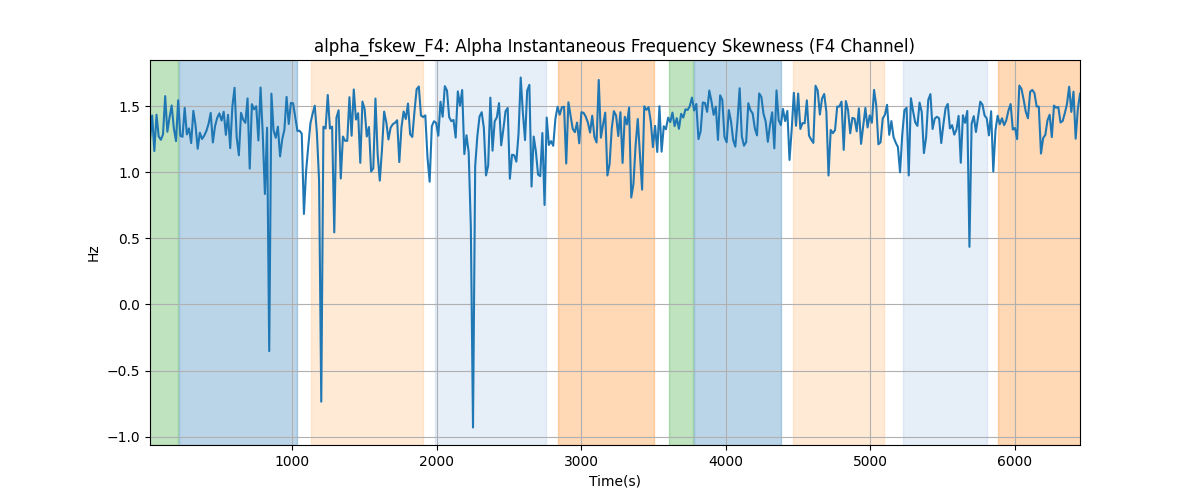 alpha_fskew_F4: Alpha Instantaneous Frequency Skewness (F4 Channel)
Hz
1.5
1.0
0.5
0.0
−0.5
−1.0
1000 2000 3000 4000 5000 6000
Time(s)